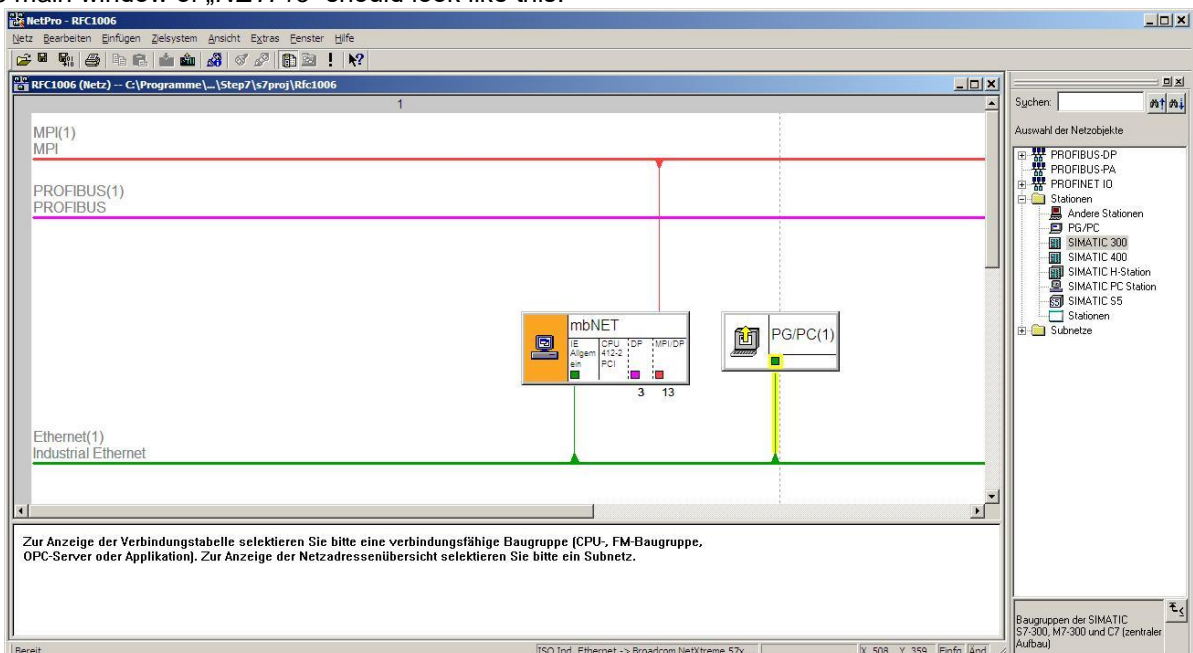 main window of „NETPro“ should look like this:
NetPro - RFC1006
Netz Bearbeiten Einfügen Zielsystem Ansicht Extras Fenster Hilfe
RFC1006 (Netz) -- C:\Programme\...\Step7\s7proj\Rfc1006
1
MPI(1)
MPI
PROFIBUS(1)
PROFIBUS
mbNET
IE Allgem ein
CPU 412-2 PCI
DP
MPI/DP
3 13
PG/PC(1)
Ethernet(1)
Industrial Ethernet
Zur Anzeige der Verbindungstabelle selektieren Sie bitte eine verbindungsfähige Baugruppe (CPU-, FM-Baugruppe,
OPC-Server oder Applikation). Zur Anzeige der Netzadressenübersicht selektieren Sie bitte ein Subnetz.
Suchen:
Auswahl der Netzobjekte
PROFIBUS-DP
PROFIBUS-PA
PROFINET IO
Stationen
Andere Stationen
PG/PC
SIMATIC 300
SIMATIC 400
SIMATIC H-Station
SIMATIC PC Station
SIMATIC S5
Stationen
Subnetze
Baugruppen der SIMATIC
S7-300, M7-300 und C7 (zentraler
Aufbau)
Bereit
ISO Ind. Ethernet -> Broadcom NetXtreme 57x
X 508 Y 359 Einfg Änd